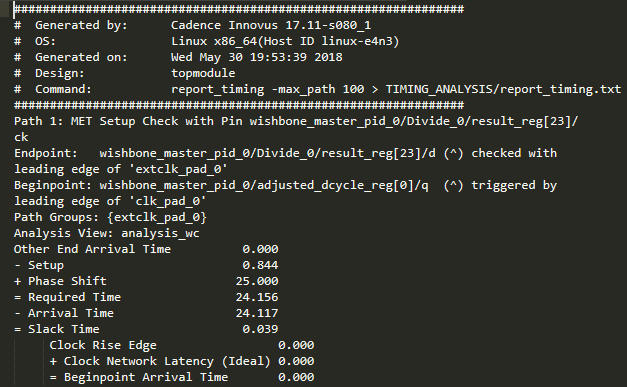 ###############################################################
#  Generated by:      Cadence Innovus 17.11-s080_1
#  OS:                Linux x86_64(Host ID linux-e4n3)
#  Generated on:      Wed May 30 19:53:39 2018
#  Design:            topmodule
#  Command:           report_timing -max_path 100 > TIMING_ANALYSIS/report_timing.txt
###############################################################
Path 1: MET Setup Check with Pin wishbone_master_pid_0/Divide_0/result_reg[23]/
ck
Endpoint:   wishbone_master_pid_0/Divide_0/result_reg[23]/d (^) checked with
leading edge of 'extclk_pad_0'
Beginpoint: wishbone_master_pid_0/adjusted_dcycle_reg[0]/q  (^) triggered by
leading edge of 'clk_pad_0'
Path Groups: {extclk_pad_0}
Analysis View: analysis_wc
Other End Arrival Time          0.000
- Setup                         0.844
+ Phase Shift                  25.000
= Required Time                24.156
- Arrival Time                 24.117
= Slack Time                    0.039
     Clock Rise Edge                 0.000
     + Clock Network Latency (Ideal) 0.000
     = Beginpoint Arrival Time       0.000